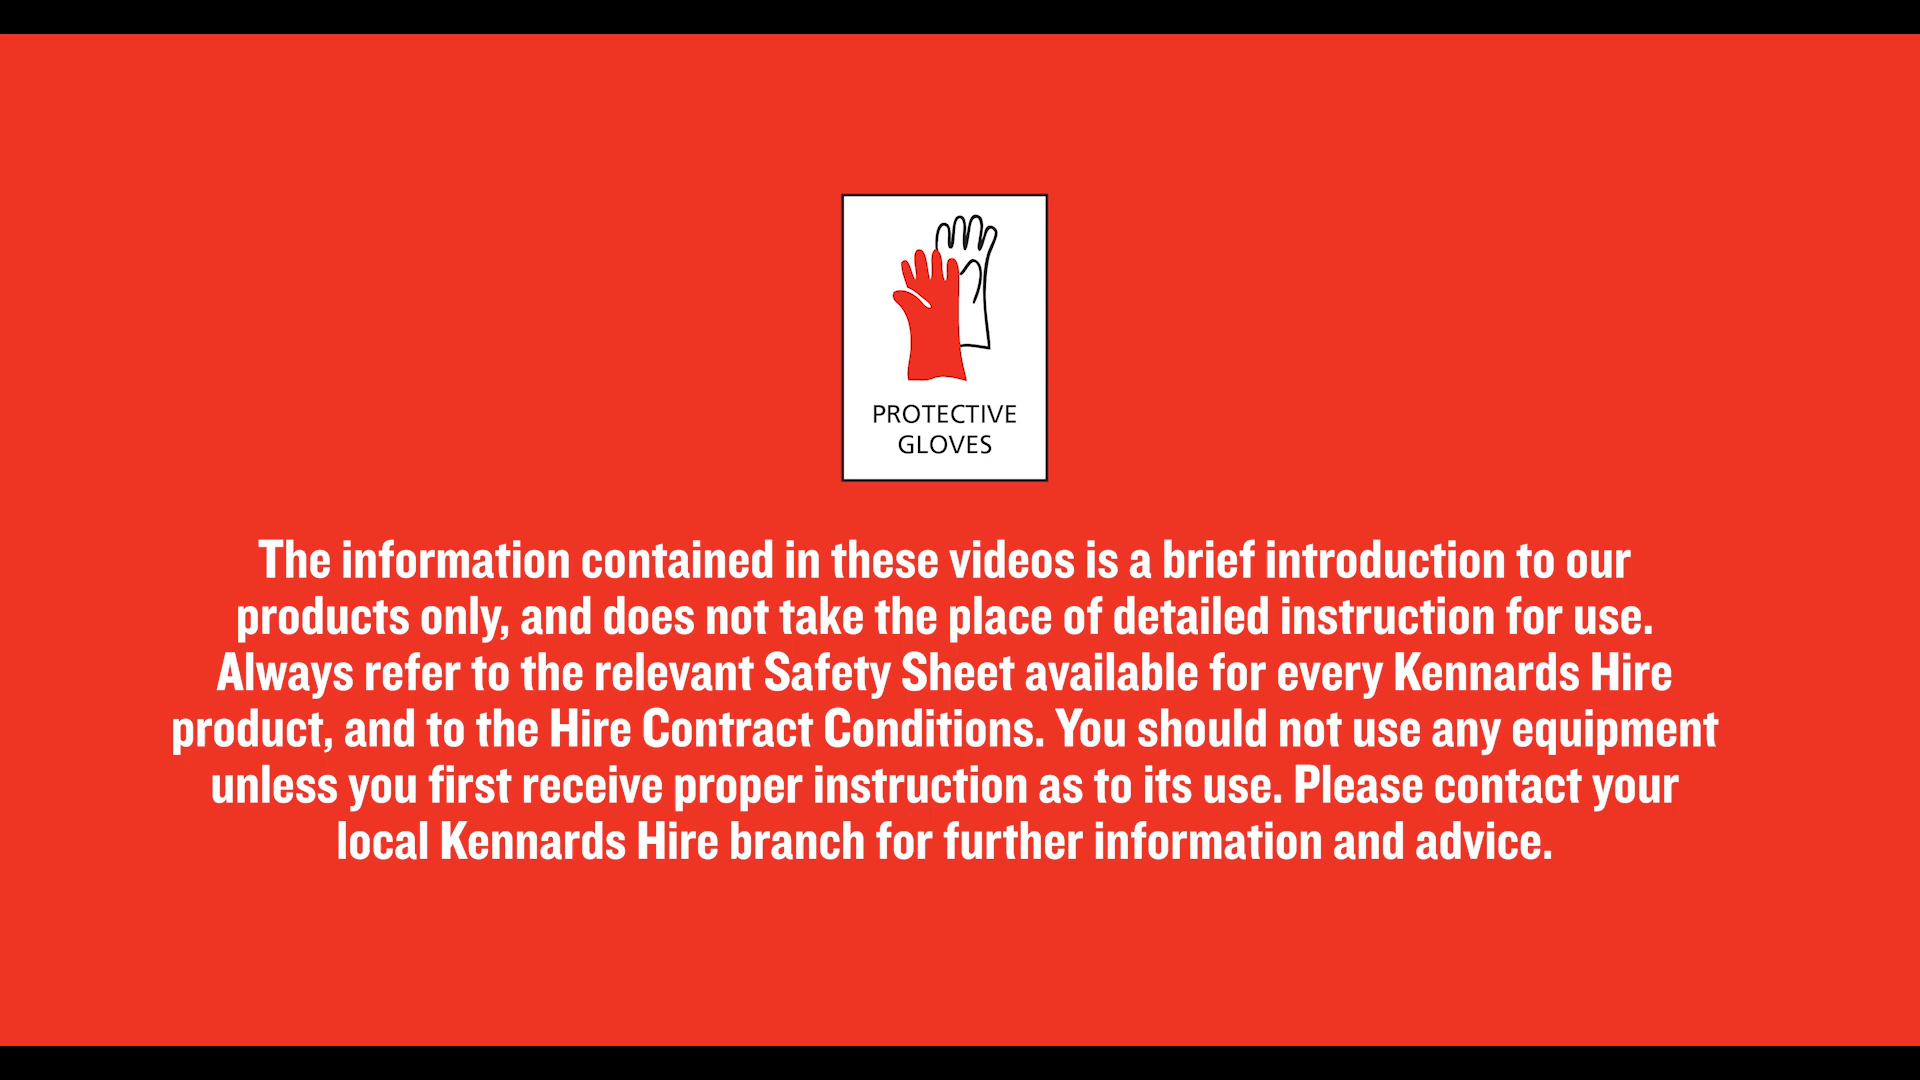 PROTECTIVE
GLOVES
The information contained in these videos is a brief introduction to our
products only, and does not take the place of detailed instruction for use.
Always refer to the relevant Safety Sheet available for every Kennards Hire
product, and to the Hire Contract Conditions. You should not use any equipment
unless you first receive proper instruction as to its use. Please contact your
local Kennards Hire branch for further information and advice.